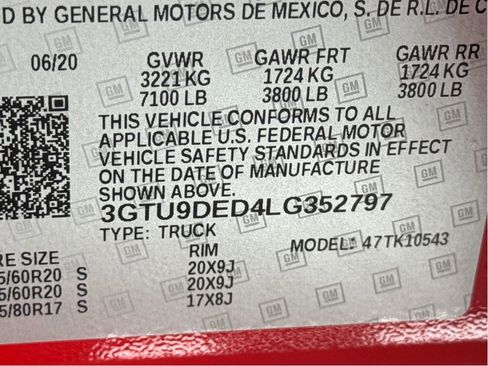 D BY GENERAL MOTORS DE MEXICO, S, DE R.L. DE C
06/20 GVWR GAWR FRT GAWR RR
3221 KG 1724 KG 1724 KG
7100 LB 3800 LB 3800 LB
THIS VEHICLE CONFORMS TO ALL
APPLICABLE U.S. FEDERAL MOTOR
VEHICLE SAFETY STANDARDS IN EFFECT
ON THE DATE OF MANUFACTURE
SHOWN ABOVE.
3GTU9DED4LG352797
TYPE: TRUCK MODEL: 47TK10543
RE SIZE RIM
5/60R20 S 20X9J
5/60R20 S 20X9J
5/80R17 S 17X8J